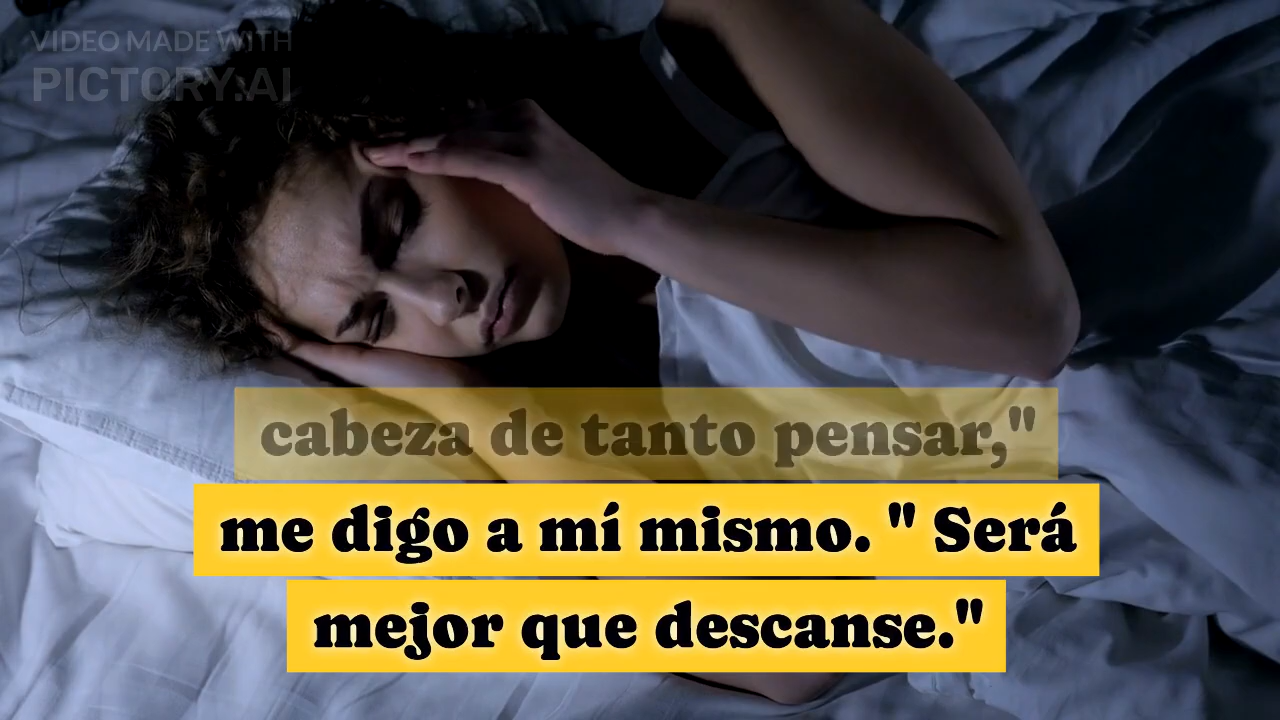 VIDEO MADE WITH
PICTORY.AI
cabeza de tanto pensar,"
me digo a mí mismo. " Será
mejor que descanse."